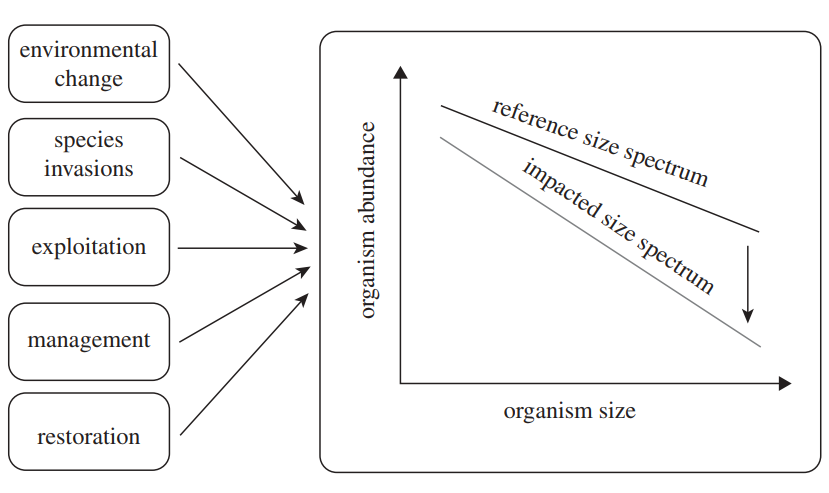 environmental
change
species
invasions
exploitation
management
restoration
organism abundance
reference size spectrum
impacted size spectrum
organism size